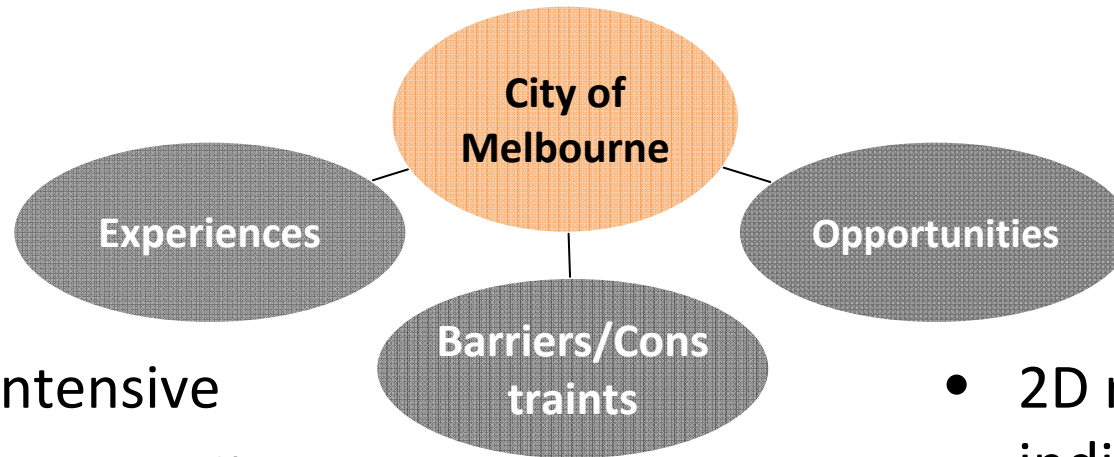 City of
Melbourne
Experiences
Opportunities
Barriers/Cons
traints
ntensive
• 2D